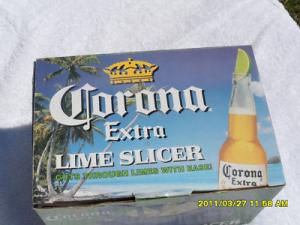 Corona
Extra
LIME SLICER
CUTS THROUGH LIMES WITH EASE!
Corona
Extra
2011/03/27 11:58 AM